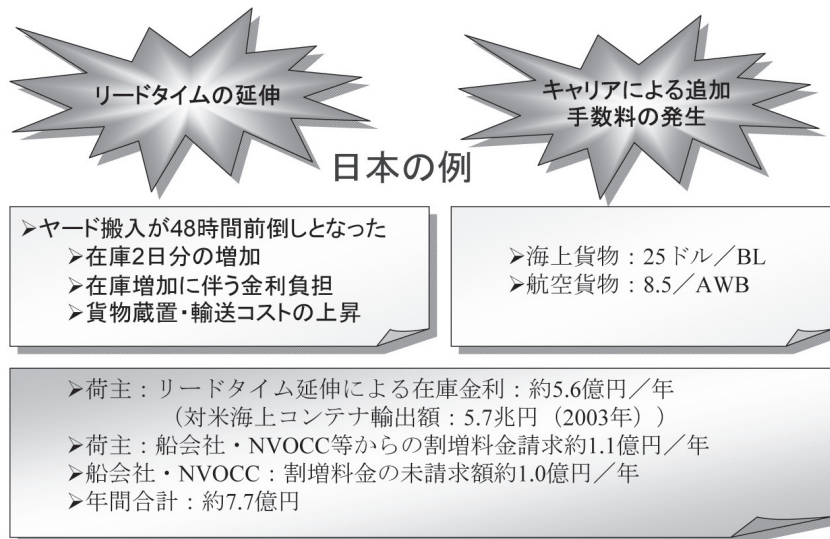 リードタイムの延伸
キャリアによる追加
手数料の発生
日本の例
➢ヤード搬入が48時間前倒しとなった
➢在庫2日分の増加
➢在庫増加に伴う金利負担
➢貨物蔵置・輸送コストの上昇
➢海上貨物：25ドル／BL
➢航空貨物：8.5／AWB
➢荷主：リードタイム延伸による在庫金利：約5.6億円／年
（対米海上コンテナ輸出額：5.7兆円（2003年））
➢荷主：船会社・NVOCC等からの割増料金請求約1.1億円／年
➢船会社・NVOCC：割増料金の未請求額約1.0億円／年
➢年間合計：約7.7億円